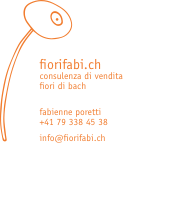 fiorifabi.ch
consulenza di vendita
fiori di bach
fabienne poretti
+41 79 338 45 38
info@fiorifabi.ch